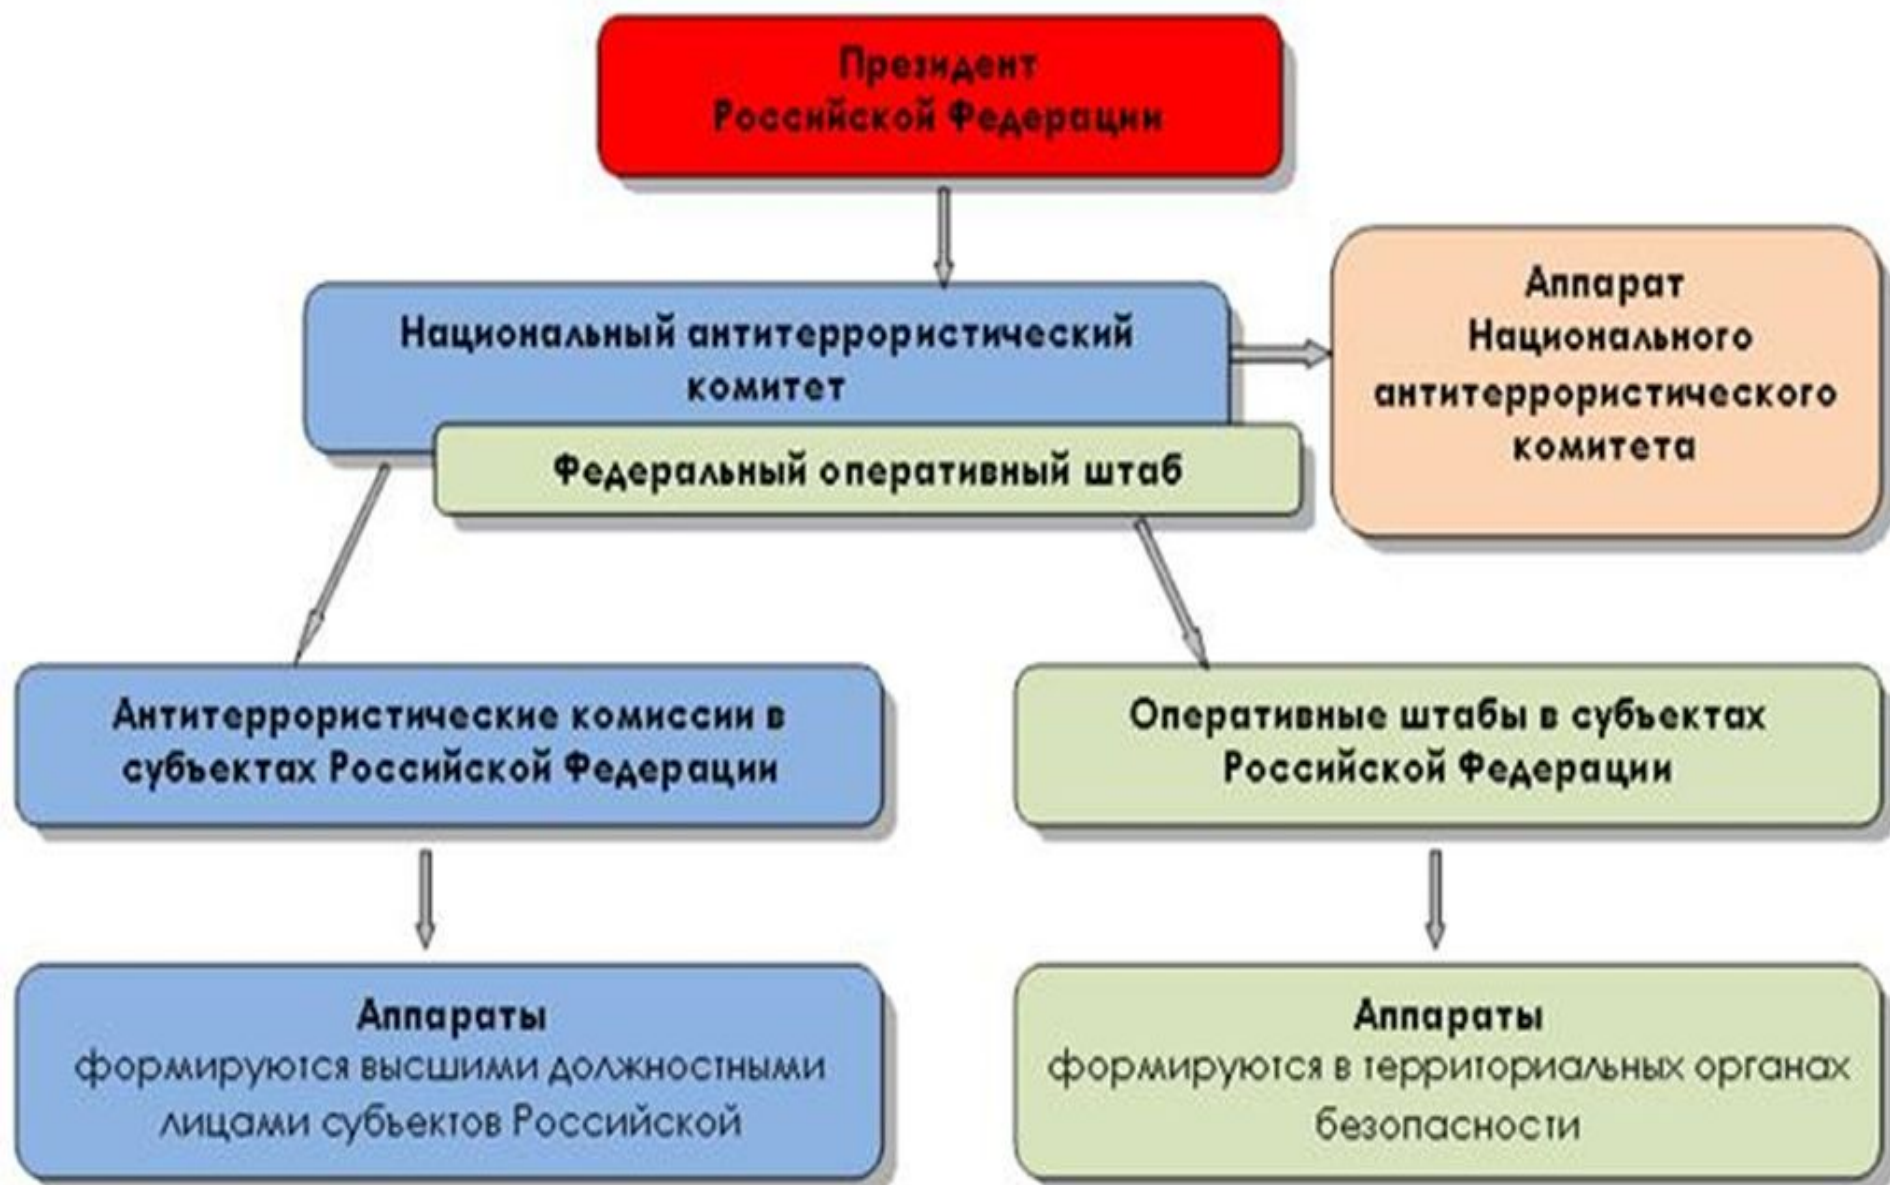 Президент
Российской Федерации
Национальный антитеррористический
комитет
Аппарат
Национального
антитеррористического
комитета
Федеральный оперативный штаб
Антитеррористические комиссии в
субъектах Российской Федерации
Оперативные штабы в субъектах
Российской Федерации
Аппараты
формируются высшими должностными
лицами субъектов Российской
Аппараты
формируются в территориальных органах
безопасности